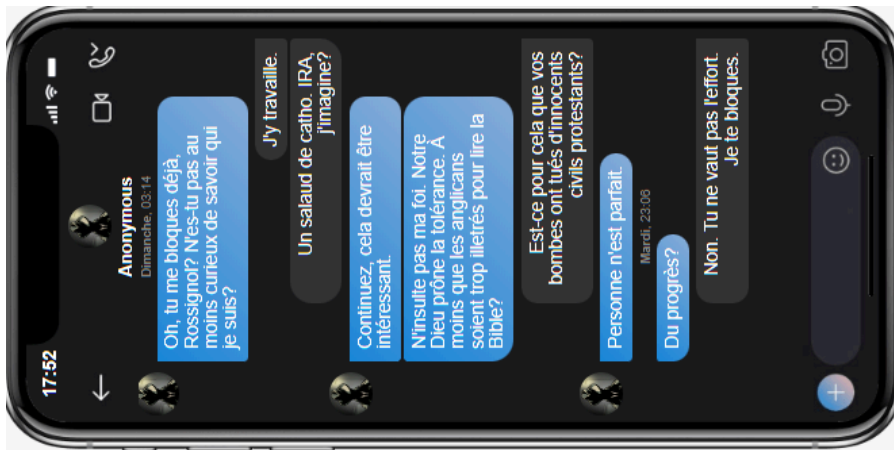 17:52
Anonymous
Dimanche, 03:14
Oh, tu me bloques déjà,
Rossignol? N'es-tu pas au
moins curieux de savoir qui
je suis?
J'y travaille.
Un salaud de catho. IRA,
j'imagine?
Continuez, cela devrait être
intéressant.
N'insulte pas ma foi. Notre
Dieu prône la tolérance. À
moins que les anglicans
soient trop illetrés pour lire la
Bible?
Est-ce pour cela que vos
bombes ont tués d'innocents
civils protestants?
Personne n'est parfait.
Mardi, 23:06
Du progrès?
Non. Tu ne vaut pas l'effort.
Je te bloques.